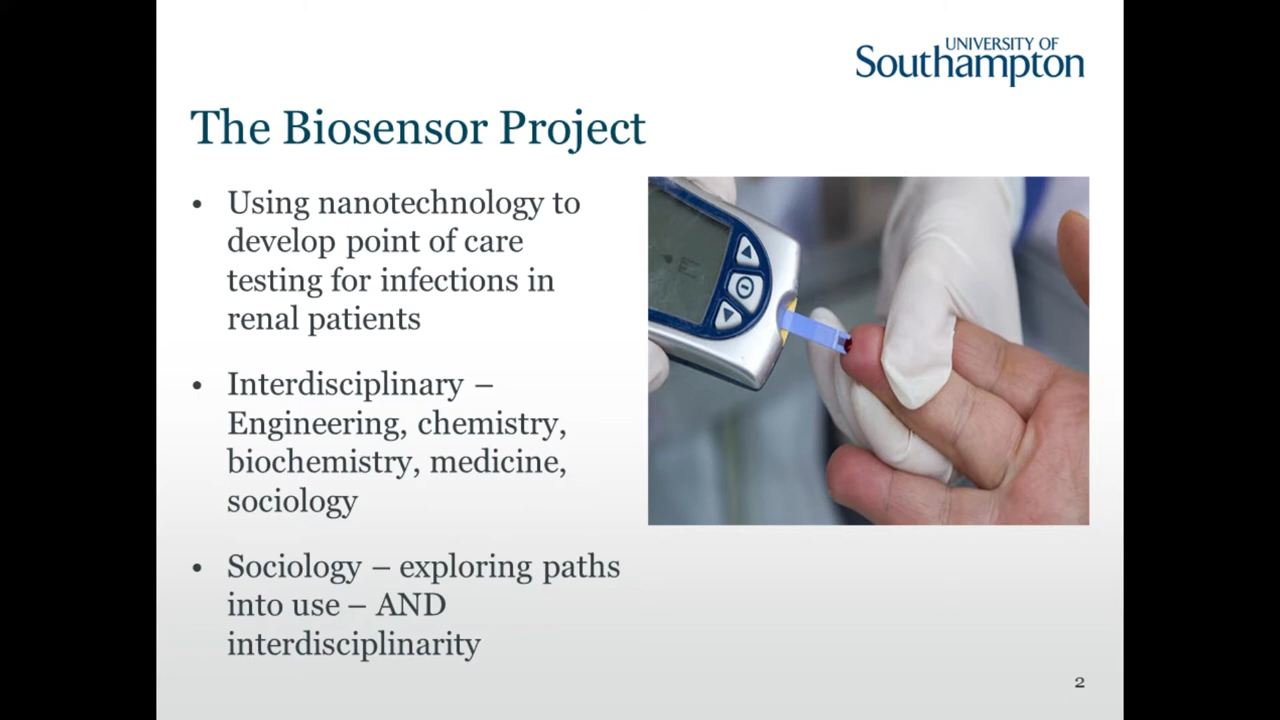 UNIVERSITY OF
Southampton
The Biosensor Project
• Using nanotechnology to
develop point of care
testing for infections in
renal patients
• Interdisciplinary –
Engineering, chemistry,
biochemistry, medicine,
sociology
• Sociology – exploring paths
into use – AND
interdisciplinarity
2